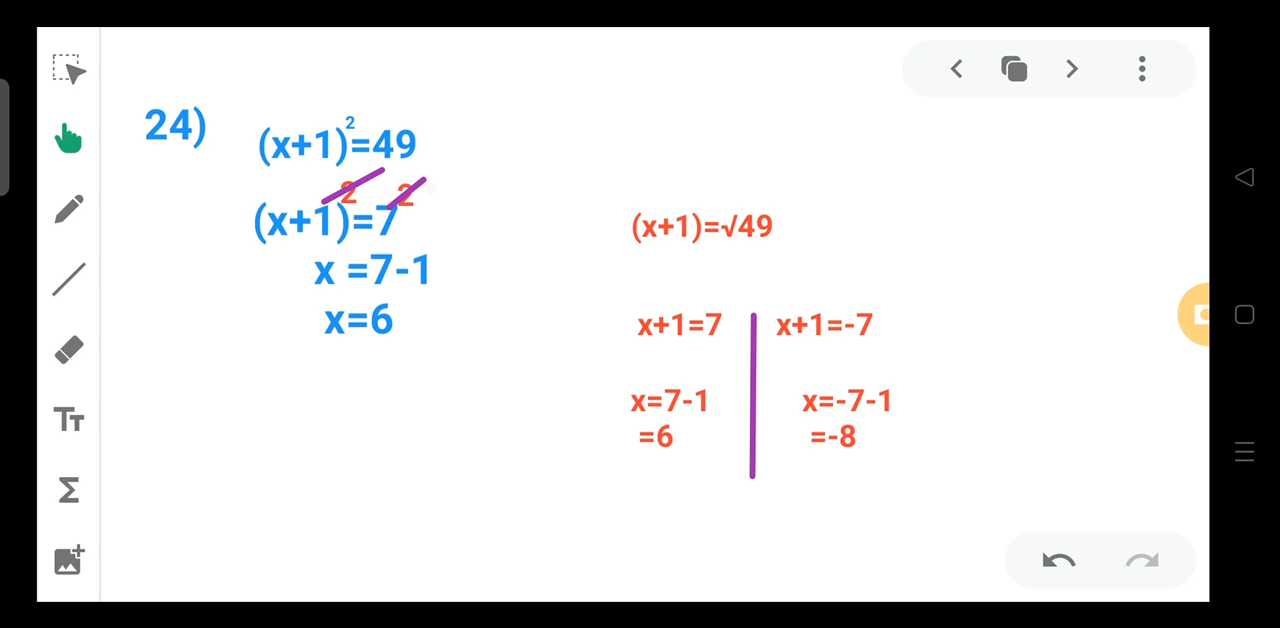 24)
(x+1)²=49
(x+1)²=7²
x =7-1
x=6
(x+1)=√49
x+1=7
x=7-1
=6
x+1=-7
x=-7-1
=-8
Tт
Σ